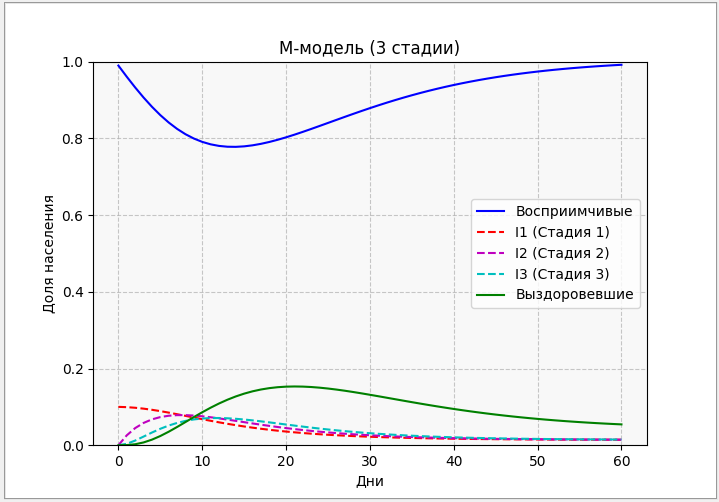 М-модель (3 стадии)
1.0
0.8
0.6
0.4
0.2
0.0
Доля населения
Восприимчивые
I1 (Стадия 1)
I2 (Стадия 2)
I3 (Стадия 3)
Выздоровевшие
0 10 20 30 40 50 60
Дни